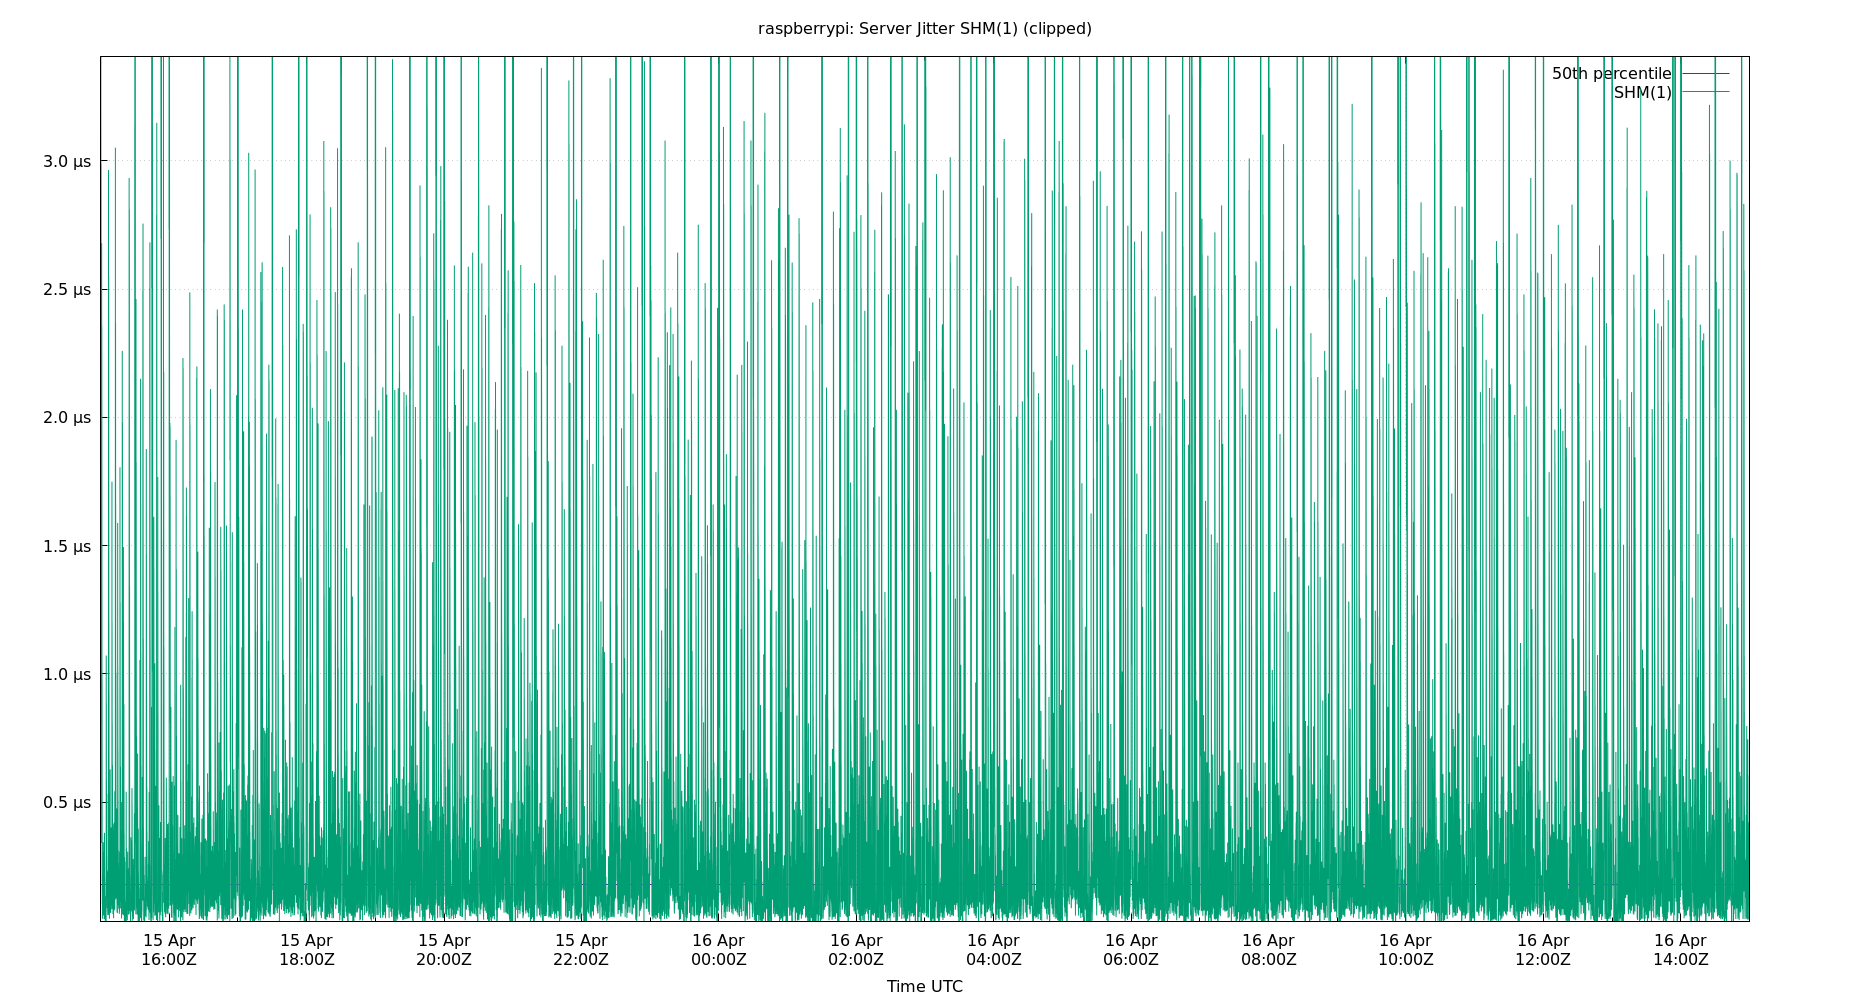 raspberrypi: Server Jitter SHM(1) (clipped)
50th percentile
SHM(1)
3.0 µs
2.5 µs
2.0 µs
1.5 µs
1.0 µs
0.5 µs
15 Apr 15 Apr 15 Apr 15 Apr 16 Apr 16 Apr 16 Apr 16 Apr 16 Apr 16 Apr 16 Apr 16 Apr
16:00Z 18:00Z 20:00Z 22:00Z 00:00Z 02:00Z 04:00Z 06:00Z 08:00Z 10:00Z 12:00Z 14:00Z
Time UTC